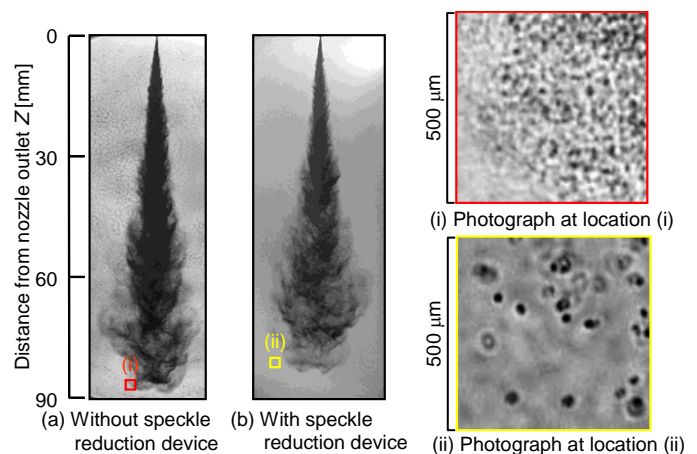 0
30
60
90
Distance from nozzle outlet Z [mm]
(i)
(ii)
(a) Without speckle
reduction device
(b) With speckle
reduction device
500 μm
(i) Photograph at location (i)
500 μm
(ii) Photograph at location (ii)